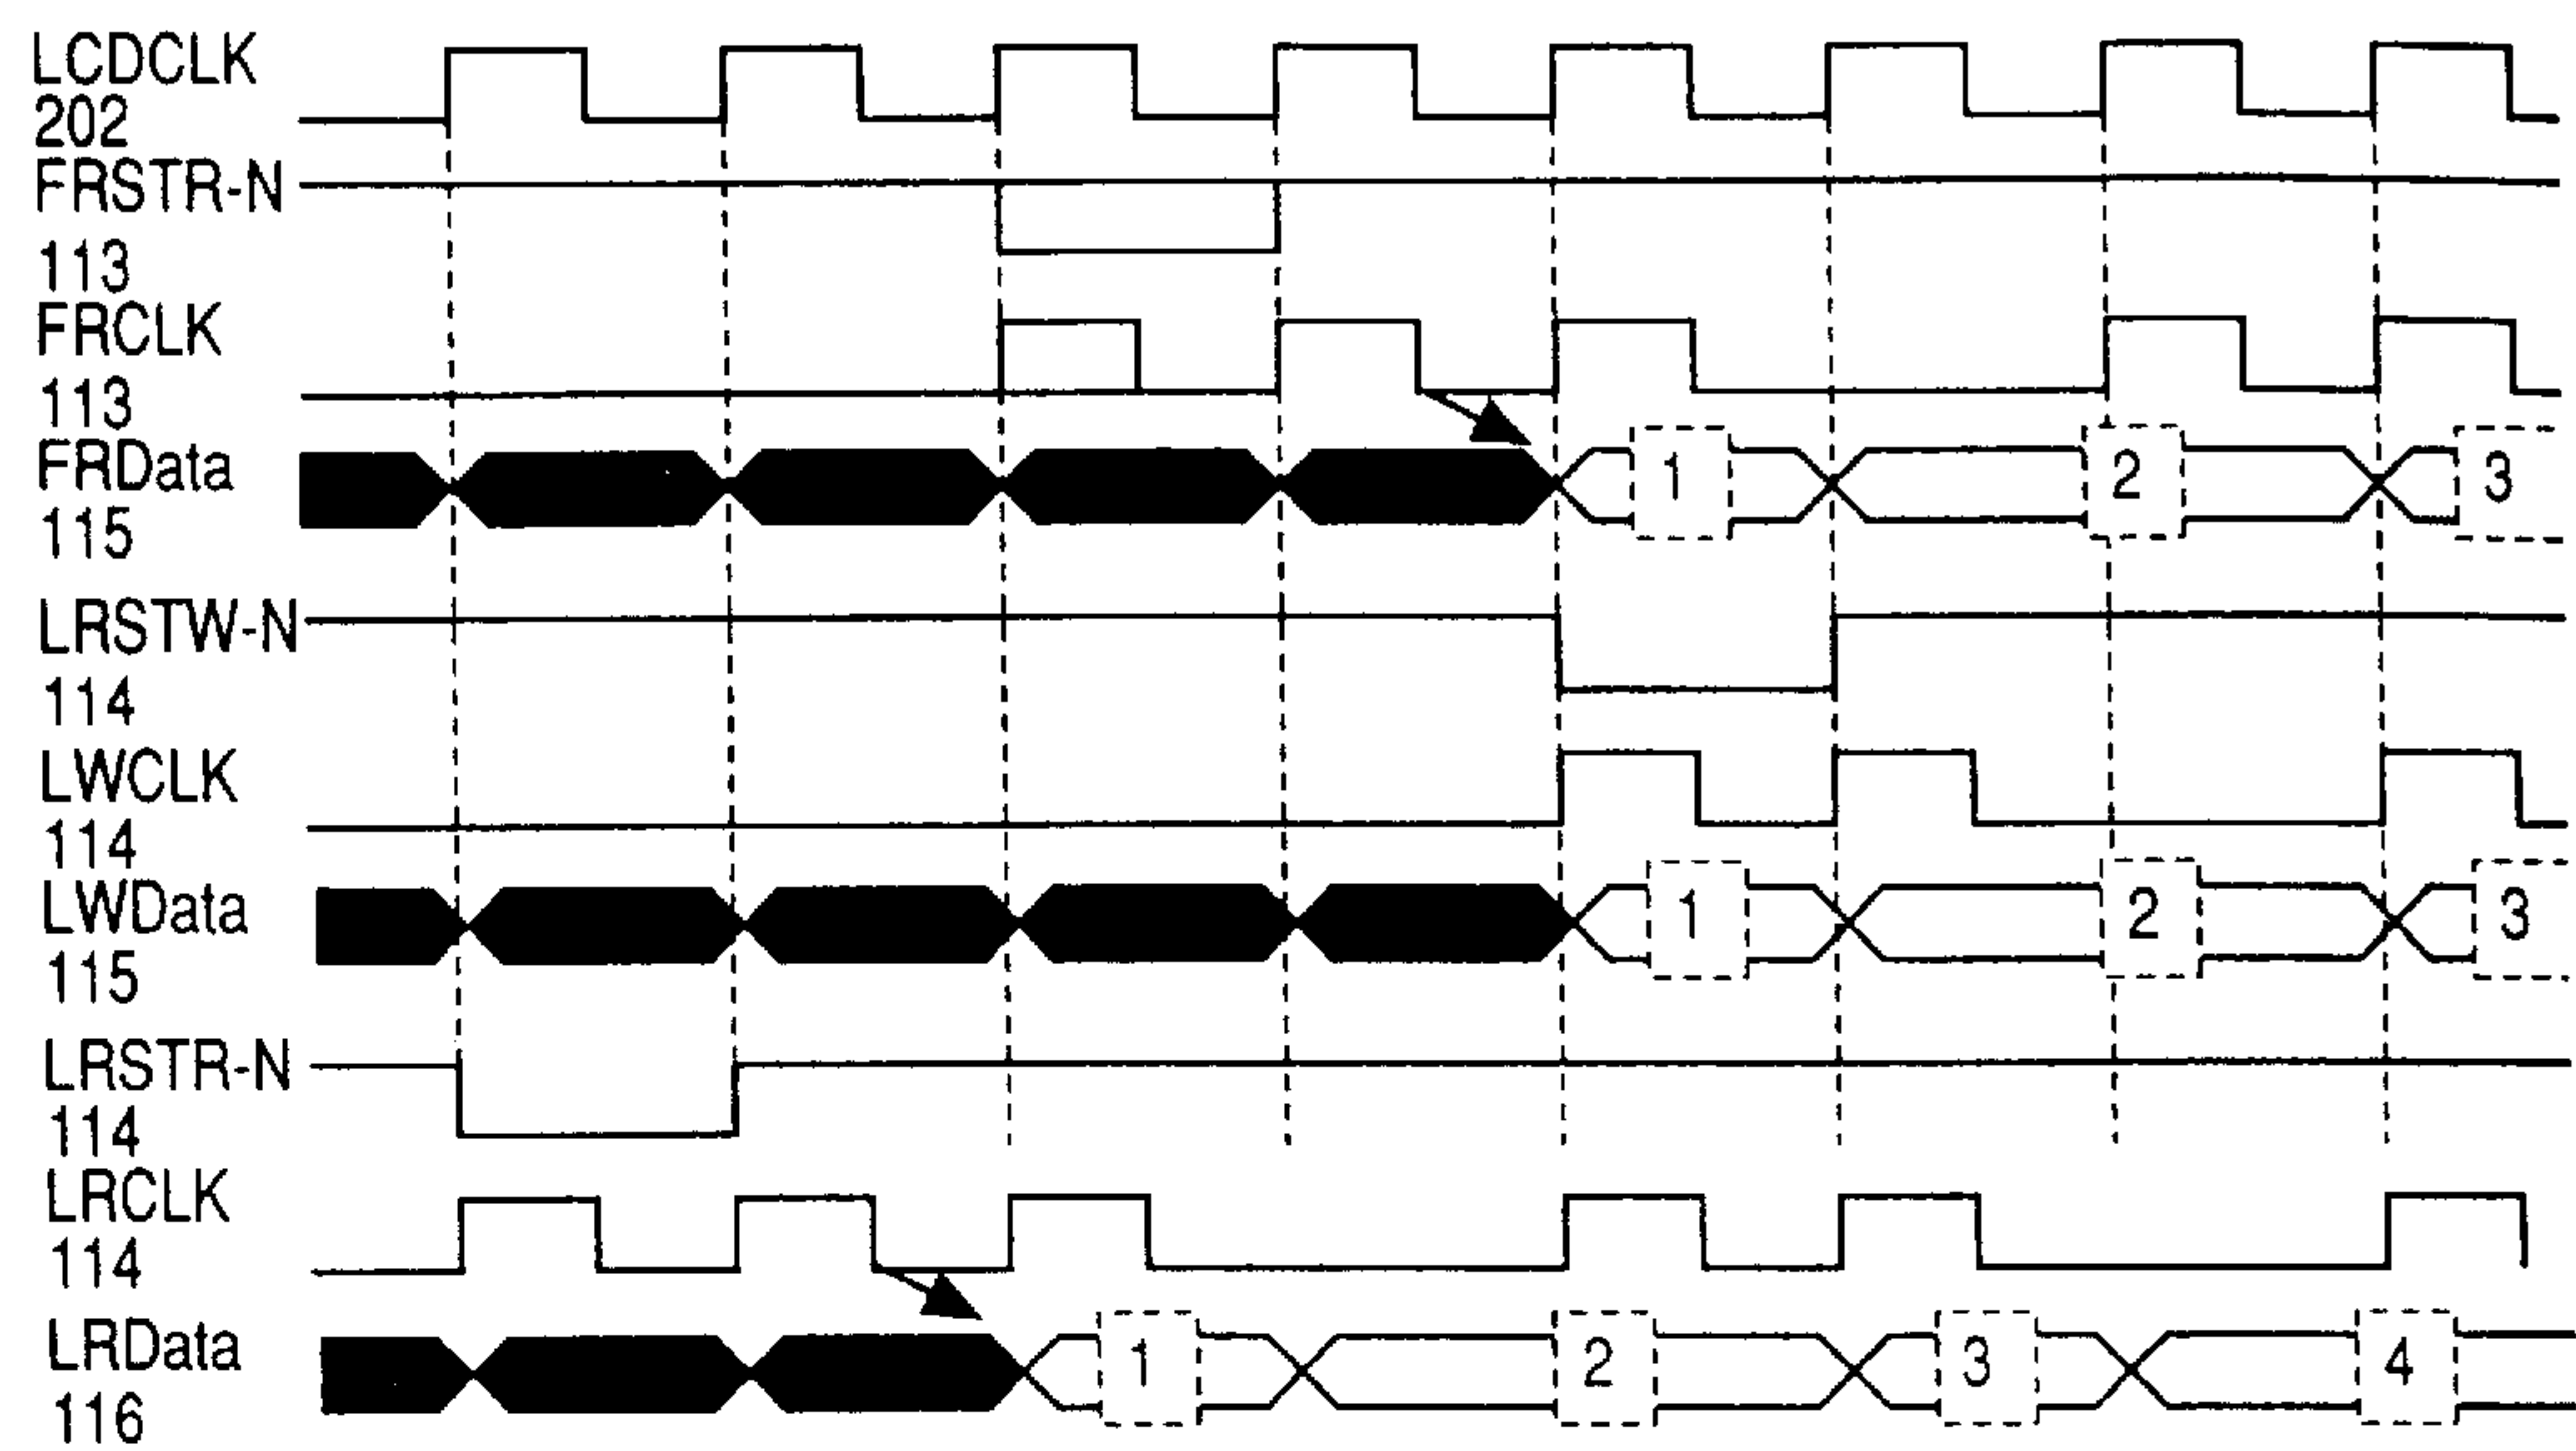 LCDCLK
202
FRSTR-N
113
FRCLK
113
FRData 1 2 3
115
LRSTW-N
114
LWCLK
114
LWData 1 2 3
115
LRSTR-N
114
LRCLK
114
LRData 1 2 3 4
116